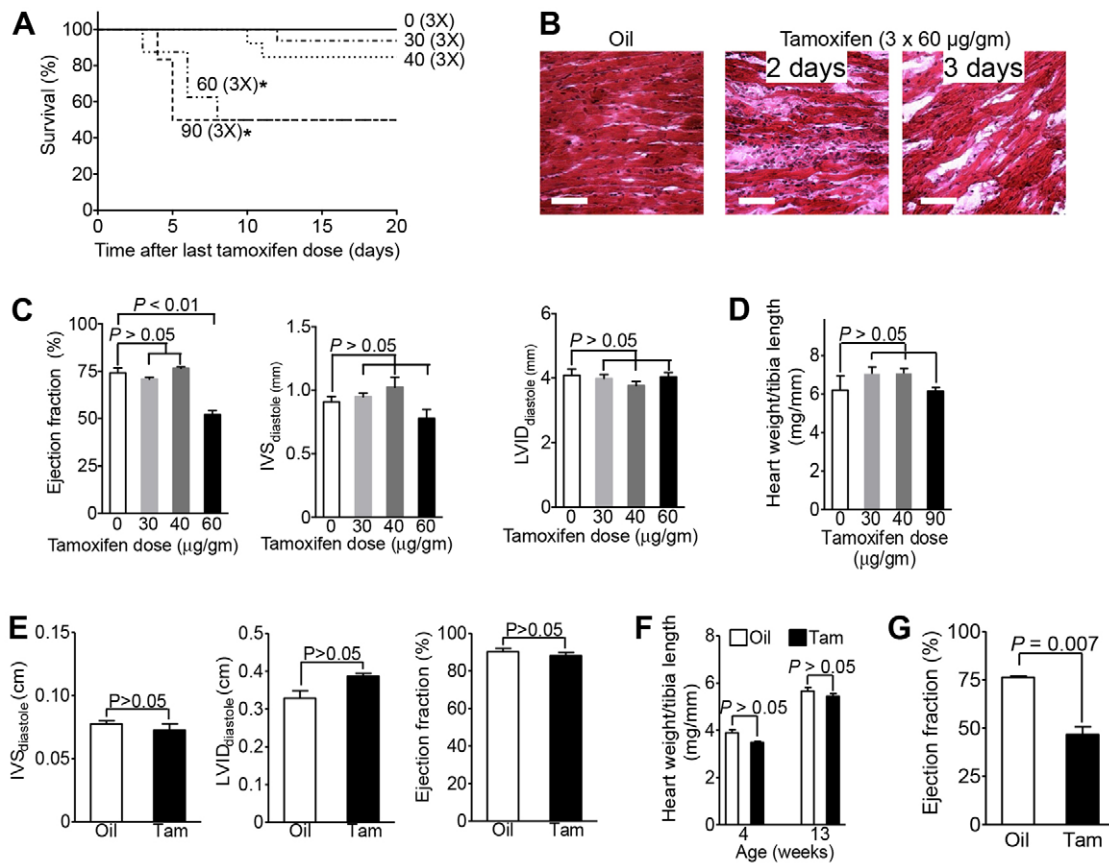 A
Survival (%)
100
80
60
40
20
0
0 (3X)
30 (3X)
40 (3X)
60 (3X)*
90 (3X)*
0 5 10 15 20
Time after last tamoxifen dose (days)
B
Oil
Tamoxifen (3 x 60 µg/gm)
2 days
3 days
C
Ejection fraction (%)
100
75
50
25
0
P < 0.01
P > 0.05
0 30 40 60
Tamoxifen dose (µg/gm)
IVSdiastole (mm)
1.5
1.0
0.5
0.0
P > 0.05
0 30 40 60
Tamoxifen dose (µg/gm)
LVIDdiastole (mm)
6
4
2
0
P > 0.05
0 30 40 60
Tamoxifen dose (µg/gm)
D
Heart weight/tibia length
(mg/mm)
8
6
4
2
0
P > 0.05
0 30 40 90
Tamoxifen dose
(µg/gm)
E
IVSdiastole (cm)
0.15
0.10
0.05
0
P>0.05
Oil Tam
LVIDdiastole (cm)
0.5
0.4
0.3
0.2
0.1
0
P>0.05
Oil Tam
Ejection fraction (%)
100
80
60
40
20
0
P>0.05
Oil Tam
F
Heart weight/tibia length
(mg/mm)
8
6
4
2
0
Oil Tam
P > 0.05
P > 0.05
4 13
Age (weeks)
G
Ejection fraction (%)
100
75
50
25
0
P = 0.007
Oil Tam